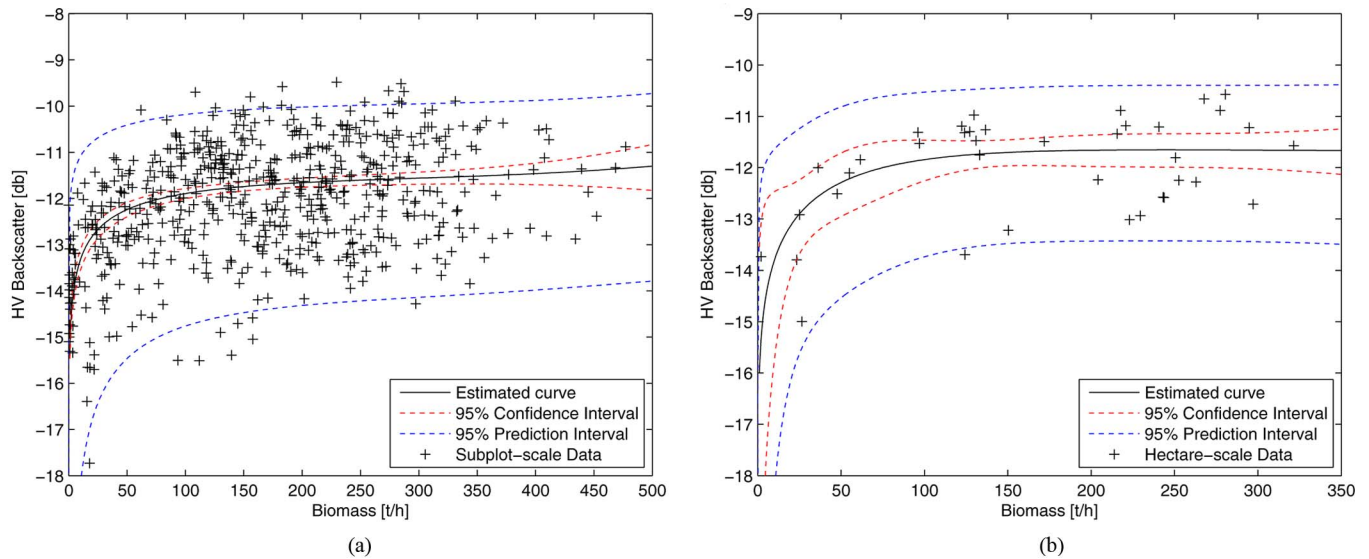 −8
−9
−10
−11
−12
−13
−14
−15
−16
−17
−18
HV Backscatter [db]
0 50 100 150 200 250 300 350 400 450 500
Biomass [t/h]
Estimated curve
95% Confidence Interval
95% Prediction Interval
Subplot−scale Data
(a)
−9
−10
−11
−12
−13
−14
−15
−16
−17
−18
HV Backscatter [db]
0 50 100 150 200 250 300 350
Biomass [t/h]
Estimated curve
95% Confidence Interval
95% Prediction Interval
Hectare−scale Data
(b)